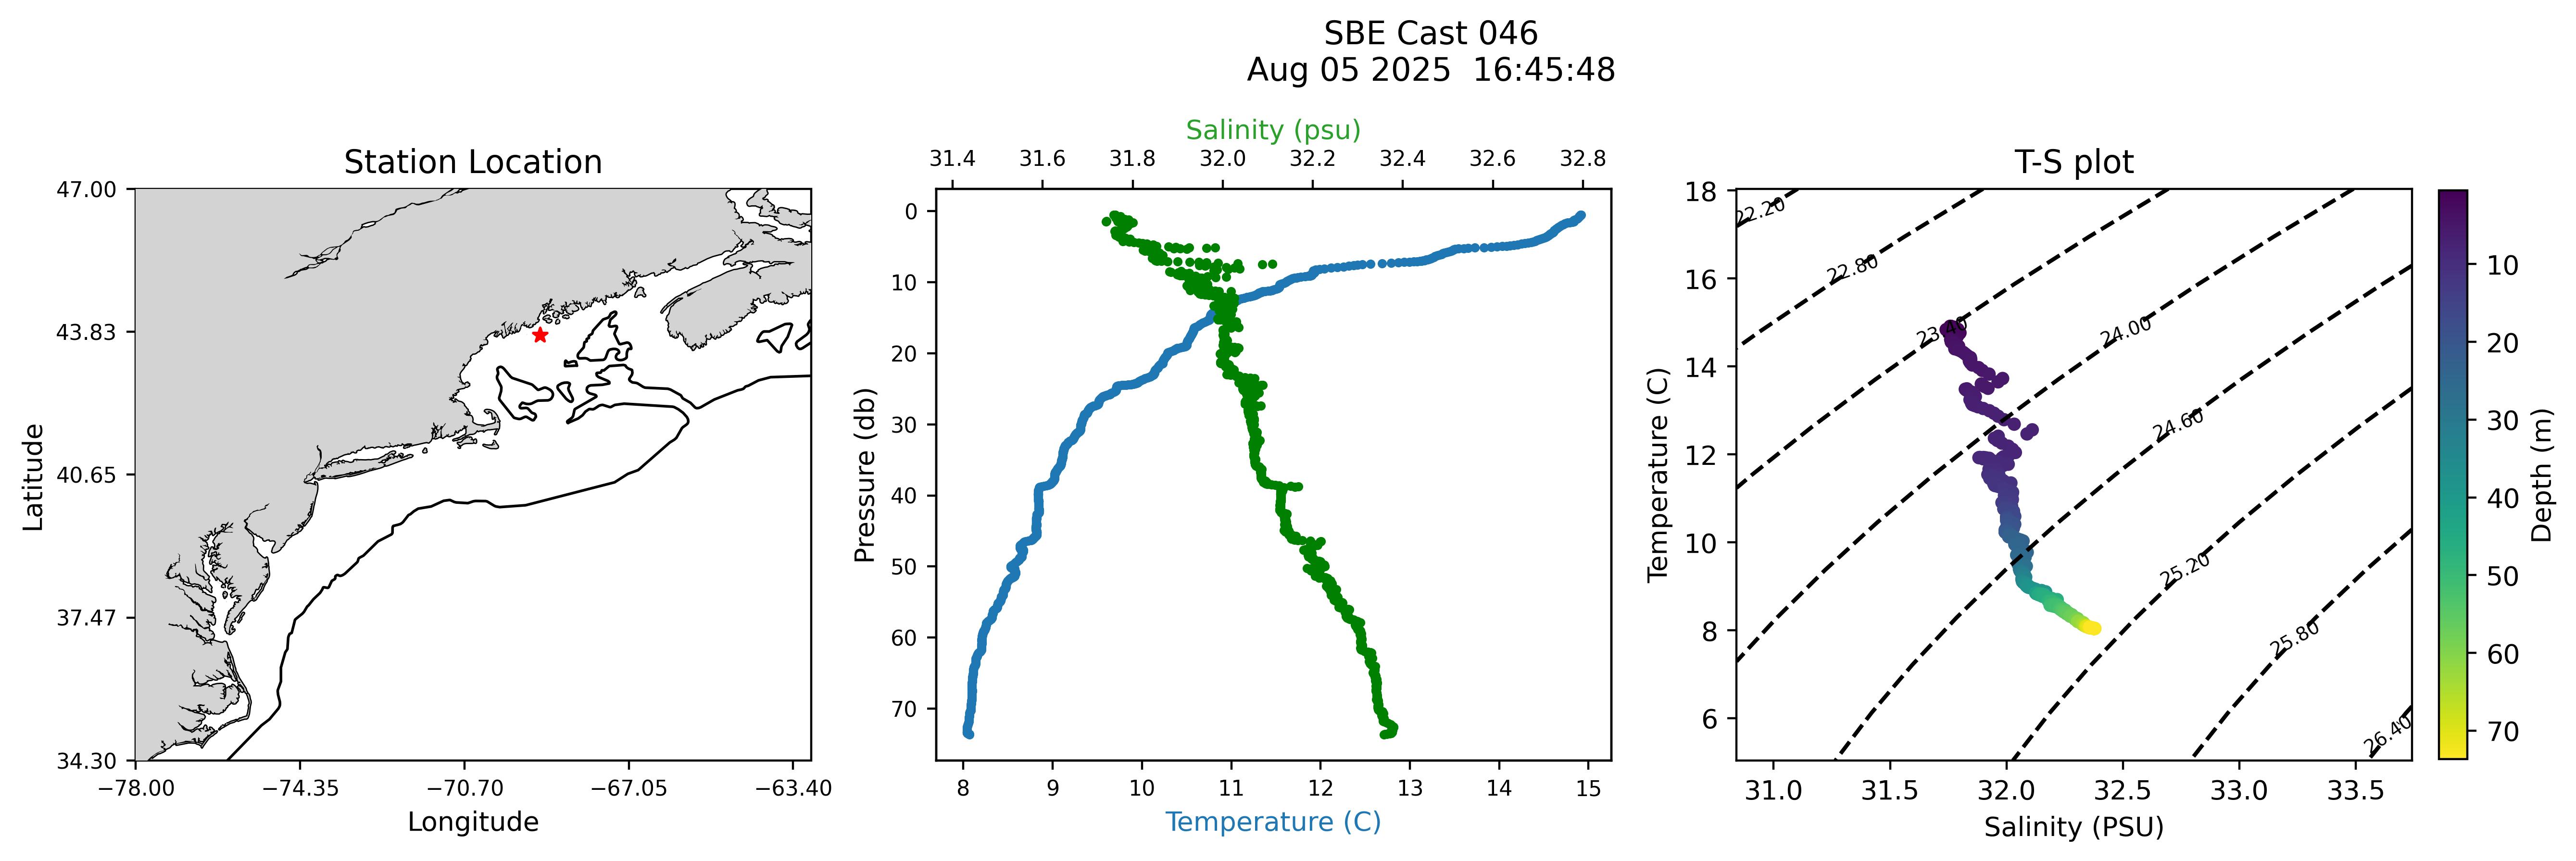 SBE Cast 046
Aug 05 2025  16:45:48
Station Location
47.00
43.83
40.65
37.47
34.30
Latitude
−78.00 −74.35 −70.70 −67.05 −63.40
Longitude
Salinity (psu)
31.4 31.6 31.8 32.0 32.2 32.4 32.6 32.8
0
10
20
30
40
50
60
70
Pressure (db)
8 9 10 11 12 13 14 15
Temperature (C)
T-S plot
18
16
14
12
10
8
6
Temperature (C)
22.20
22.80
23.40
24.00
24.60
25.20
25.80
26.40
31.0 31.5 32.0 32.5 33.0 33.5
Salinity (PSU)
10
20
30
40
50
60
70
Depth (m)